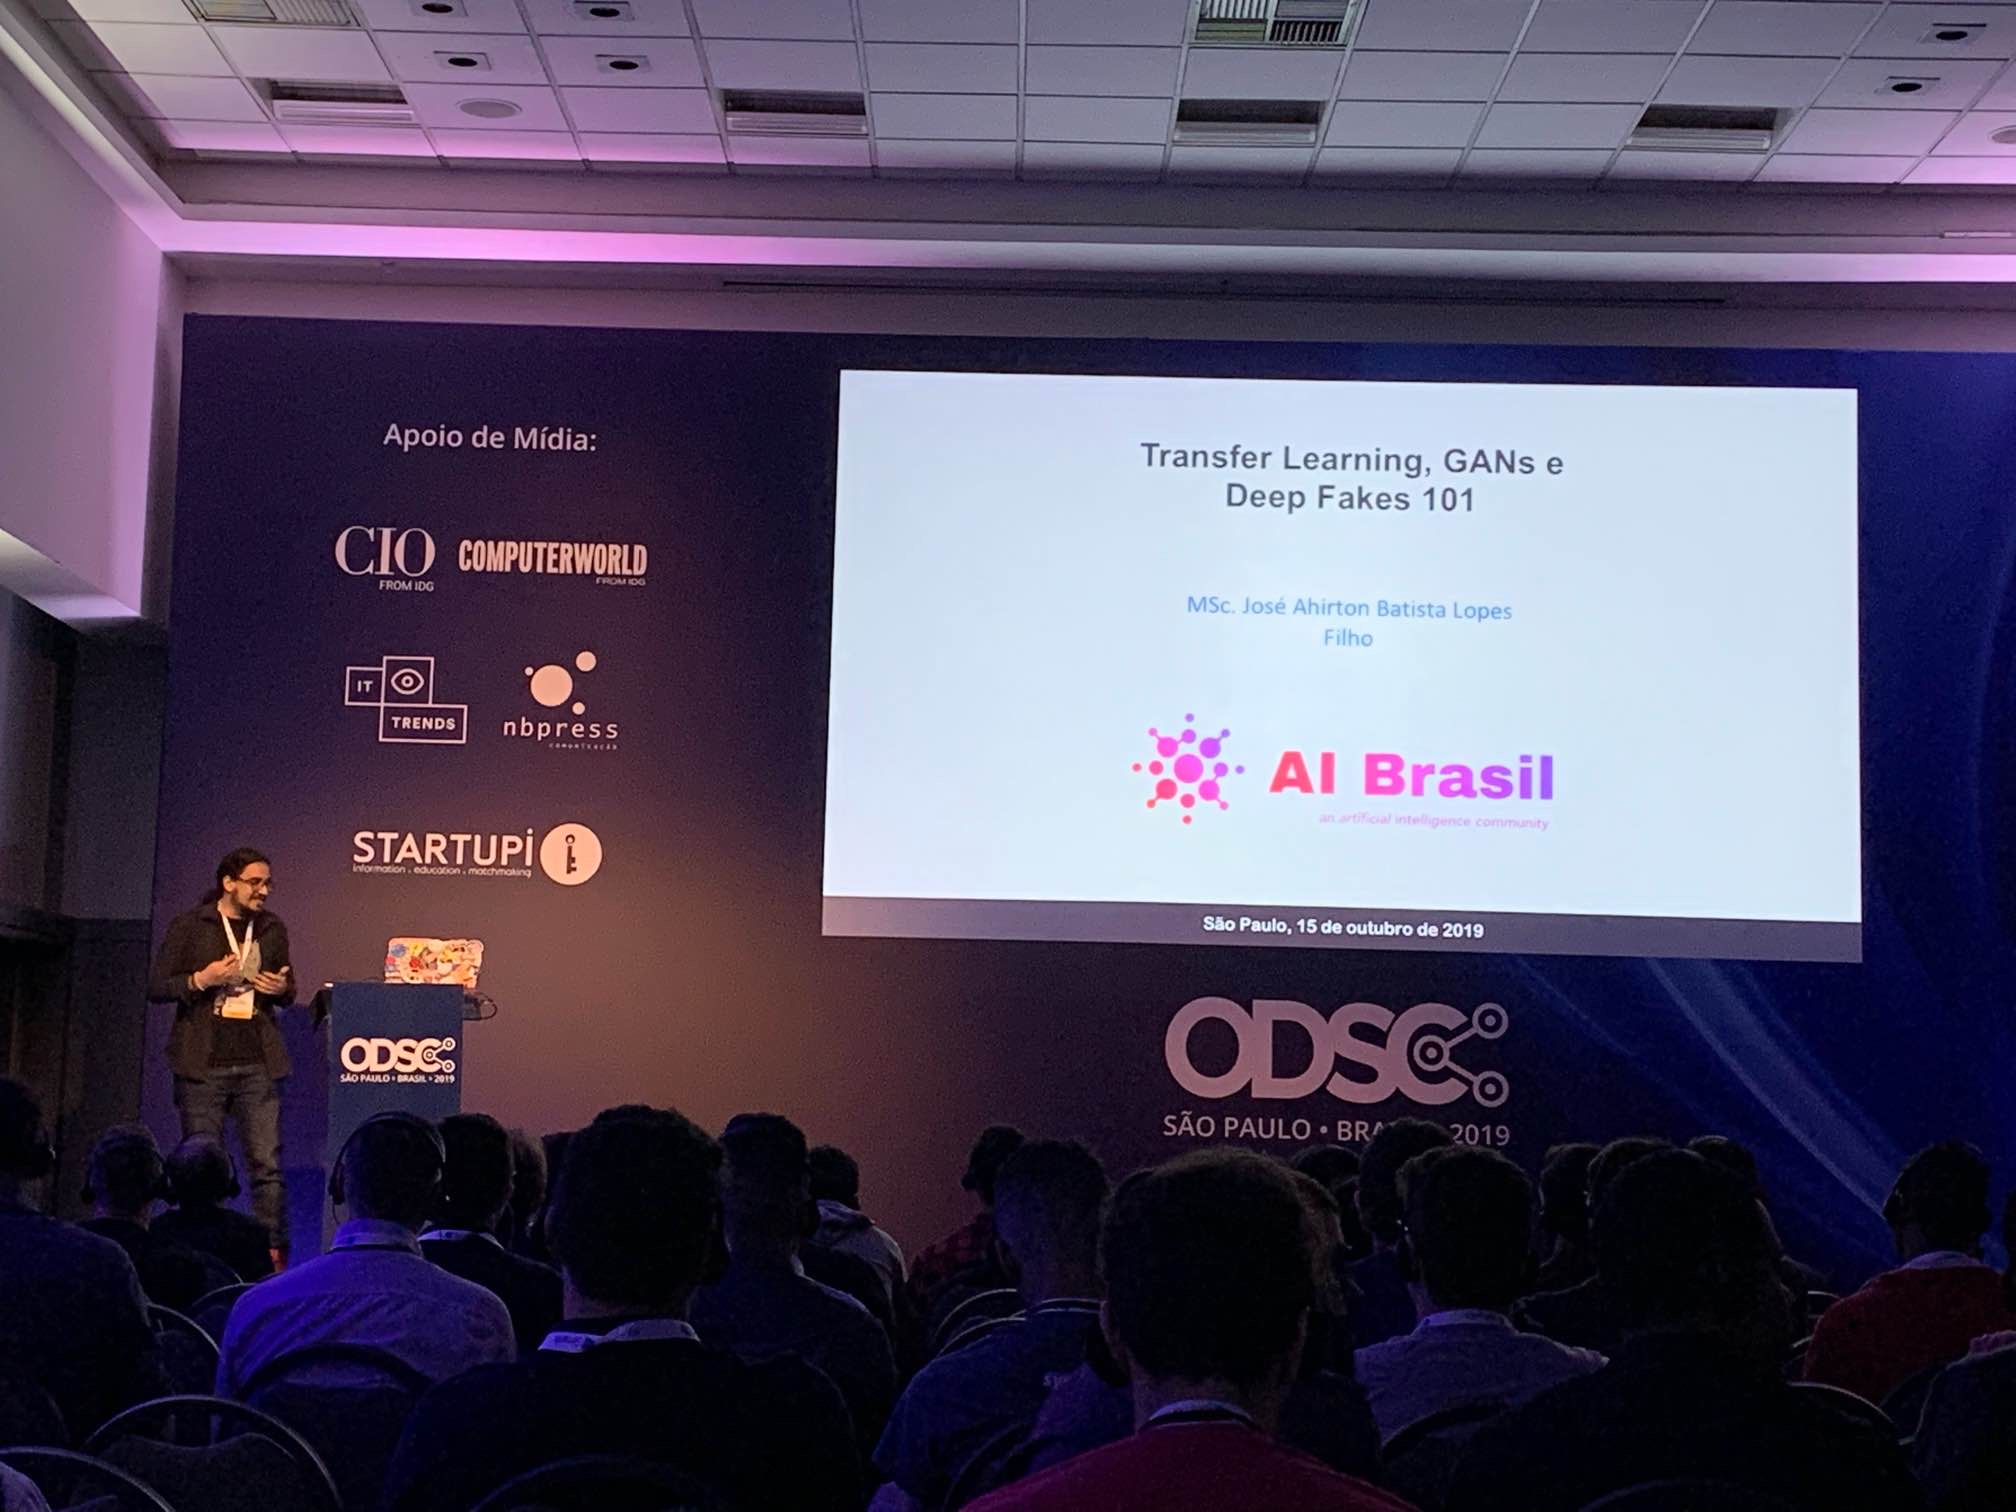 Apoio de Mídia:
CIO
FROM IDG
COMPUTERWORLD
FROM IDG
IT
TRENDS
nbpress
comunicação
STARTUPi
information . education . matchmaking
Transfer Learning, GANs e
Deep Fakes 101
MSc. José Ahirton Batista Lopes
Filho
AI Brasil
an artificial intelligence community
São Paulo, 15 de outubro de 2019
ODSC
SÃO PAULO • BRASIL • 2019
ODSC
SÃO PAULO • BRA 2019